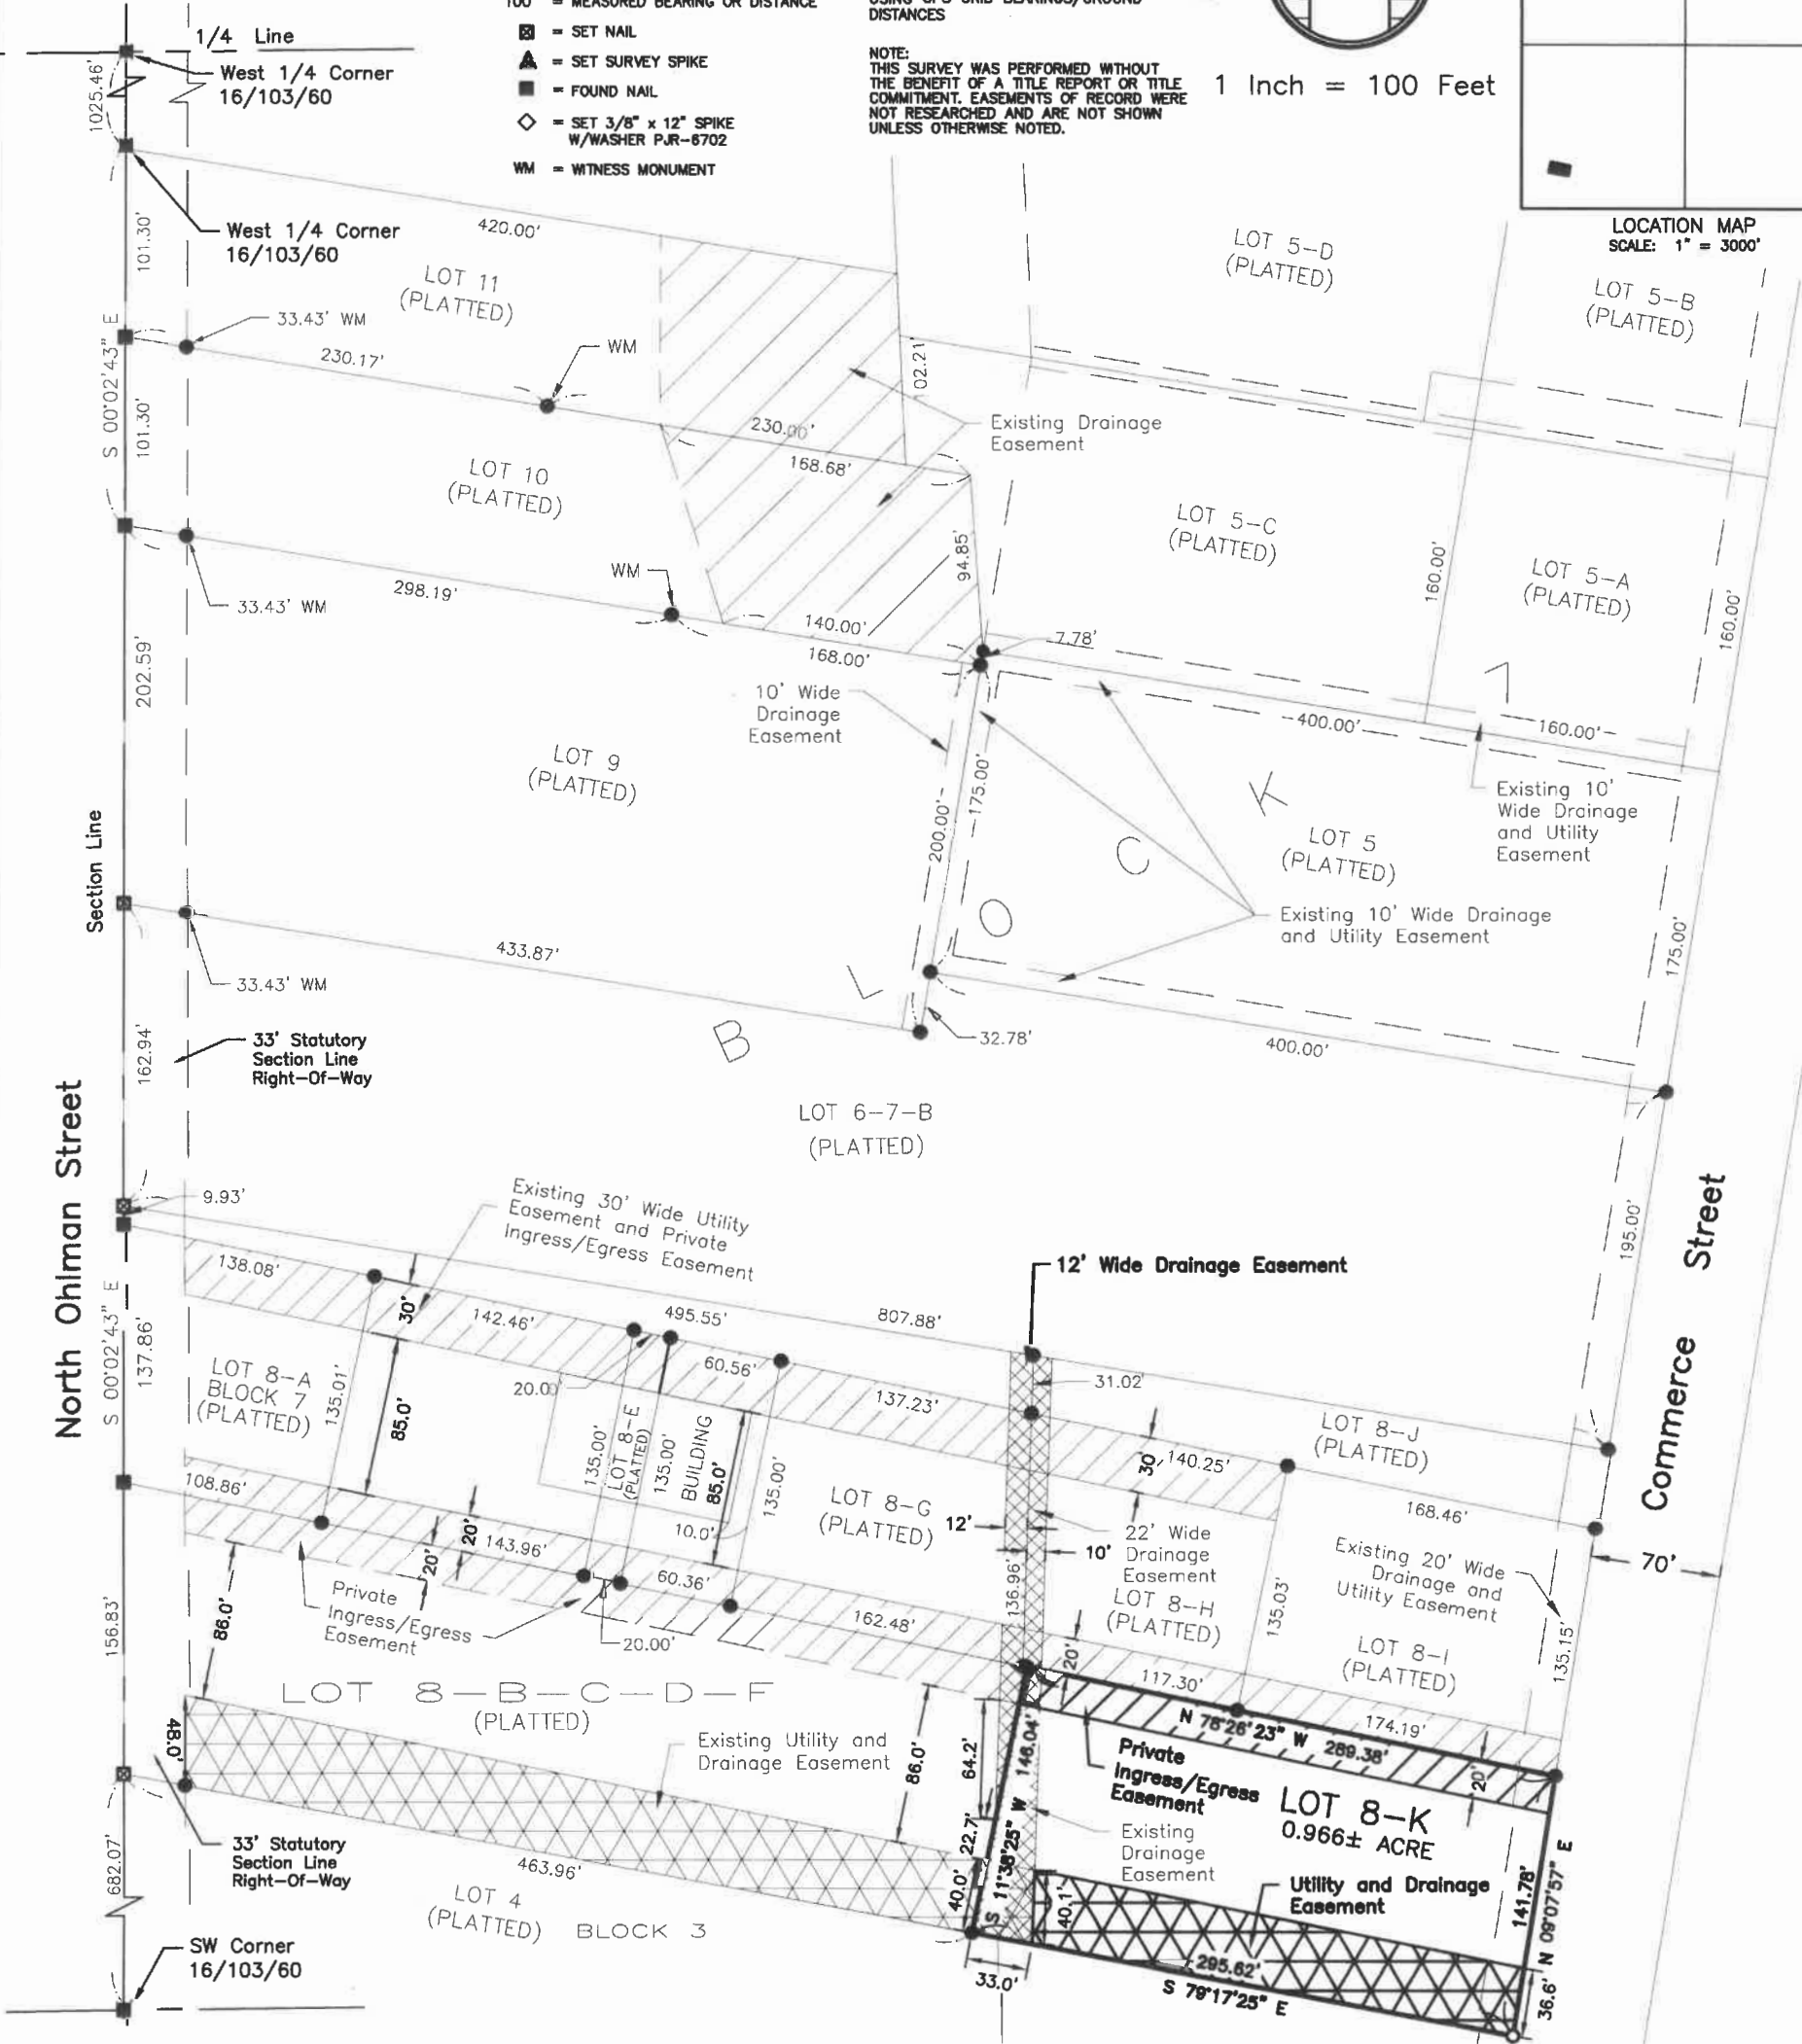 100 = MEASURED BEARING OR DISTANCE
= SET NAIL
= SET SURVEY SPIKE
= FOUND NAIL
= SET 3/8" x 12" SPIKE
W/WASHER PJR-6702
WM = WITNESS MONUMENT
USING GPS GRID BEARINGS/GROUND
DISTANCES
NOTE:
THIS SURVEY WAS PERFORMED WITHOUT
THE BENEFIT OF A TITLE REPORT OR TITLE
COMMITMENT. EASEMENTS OF RECORD WERE
NOT RESEARCHED AND ARE NOT SHOWN
UNLESS OTHERWISE NOTED.
1 Inch = 100 Feet
LOCATION MAP
SCALE: 1" = 3000'
1/4 Line
West 1/4 Corner
16/103/60
1025.46'
West 1/4 Corner
16/103/60
101.30'
420.00'
LOT 11
(PLATTED)
LOT 5-D
(PLATTED)
LOT 5-B
(PLATTED)
33.43' WM
230.17'
WM
S 00°02'43" E
101.30'
02.21'
230.00'
168.68'
Existing Drainage
Easement
LOT 10
(PLATTED)
LOT 5-C
(PLATTED)
LOT 5-A
(PLATTED)
160.00'
160.00'
94.85'
33.43' WM
298.19'
WM
140.00'
168.00'
7.78'
202.59'
10' Wide
Drainage
Easement
400.00'
160.00'
7
LOT 9
(PLATTED)
200.00'
175.00'
K
LOT 5
(PLATTED)
Existing 10'
Wide Drainage
and Utility
Easement
C
O
Existing 10' Wide Drainage
and Utility Easement
Section Line
33.43' WM
433.87'
175.00'
L
B
32.78'
400.00'
162.94'
33' Statutory
Section Line
Right-Of-Way
LOT 6-7-B
(PLATTED)
North Ohlman Street
Commerce Street
195.00'
9.93'
Existing 30' Wide Utility
Easement and Private
Ingress/Egress Easement
12' Wide Drainage Easement
138.08'
30'
142.46'
495.55'
807.88'
S 00°02'43" E
137.86'
LOT 8-A
BLOCK 7
(PLATTED)
135.01'
85.0'
20.00'
60.56'
137.23'
31.02'
135.00'
LOT 8-E
(PLATTED)
135.00'
BUILDING
85.0'
135.00'
10.0'
LOT 8-G
(PLATTED)
12'
10'
22' Wide
Drainage
Easement
30'
140.25'
LOT 8-J
(PLATTED)
168.46'
70'
LOT 8-H
(PLATTED)
135.03'
Existing 20' Wide
Drainage and
Utility Easement
135.15'
LOT 8-I
(PLATTED)
108.86'
20'
20'
143.96'
60.36'
162.48'
136.96'
20'
117.30'
174.19'
156.83'
86.0'
Private
Ingress/Egress
Easement
20.00'
LOT 8-B-C-D-F
(PLATTED)
48.0'
Existing Utility and
Drainage Easement
86.0'
64.2'
22.7'
40.0'
S 11°38'25" W 146.04'
N 78°26'23" W 289.38'
20'
Private
Ingress/Egress
Easement
LOT 8-K
0.966± ACRE
Existing
Drainage
Easement
Utility and Drainage
Easement
40.1'
141.78'
N 09°07'57" E
36.6'
295.62'
S 79°17'25" E
33.0'
463.96'
33' Statutory
Section Line
Right-Of-Way
682.07'
LOT 4
(PLATTED) BLOCK 3
SW Corner
16/103/60